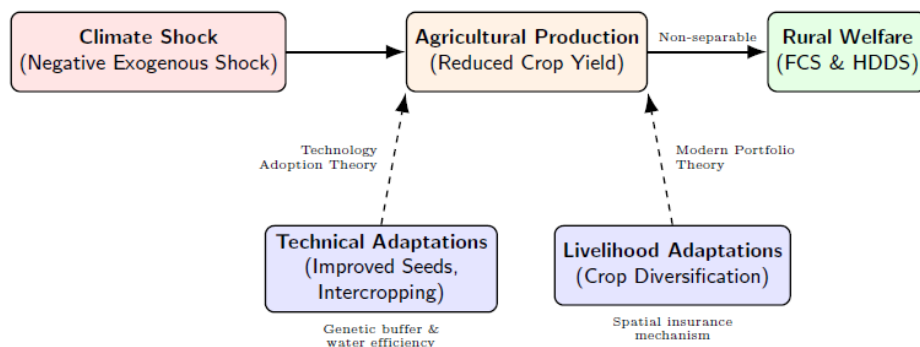 Climate Shock
(Negative Exogenous Shock)
Agricultural Production
(Reduced Crop Yield)
Non-separable
Rural Welfare
(FCS & HDDS)
Technology
Adoption Theory
Modern Portfolio
Theory
Technical Adaptations
(Improved Seeds,
Intercropping)
Livelihood Adaptations
(Crop Diversification)
Genetic buffer &
water efficiency
Spatial insurance
mechanism